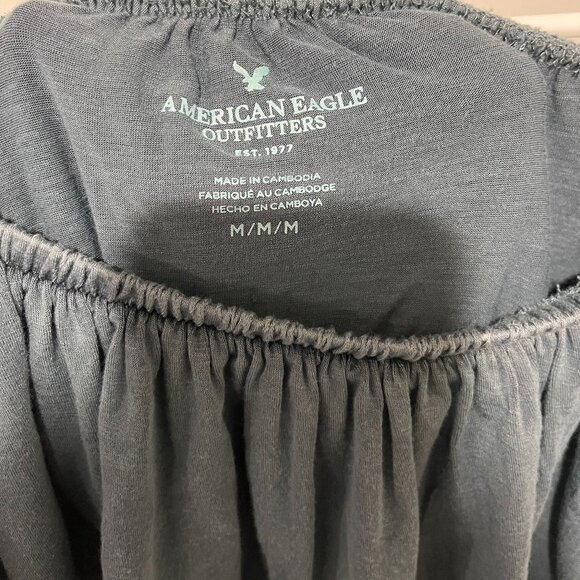 AMERICAN EAGLE
OUTFITTERS
EST. 1977
MADE IN CAMBODIA
FABRIQUÉ AU CAMBODGE
HECHO EN CAMBOYA
M/M/M